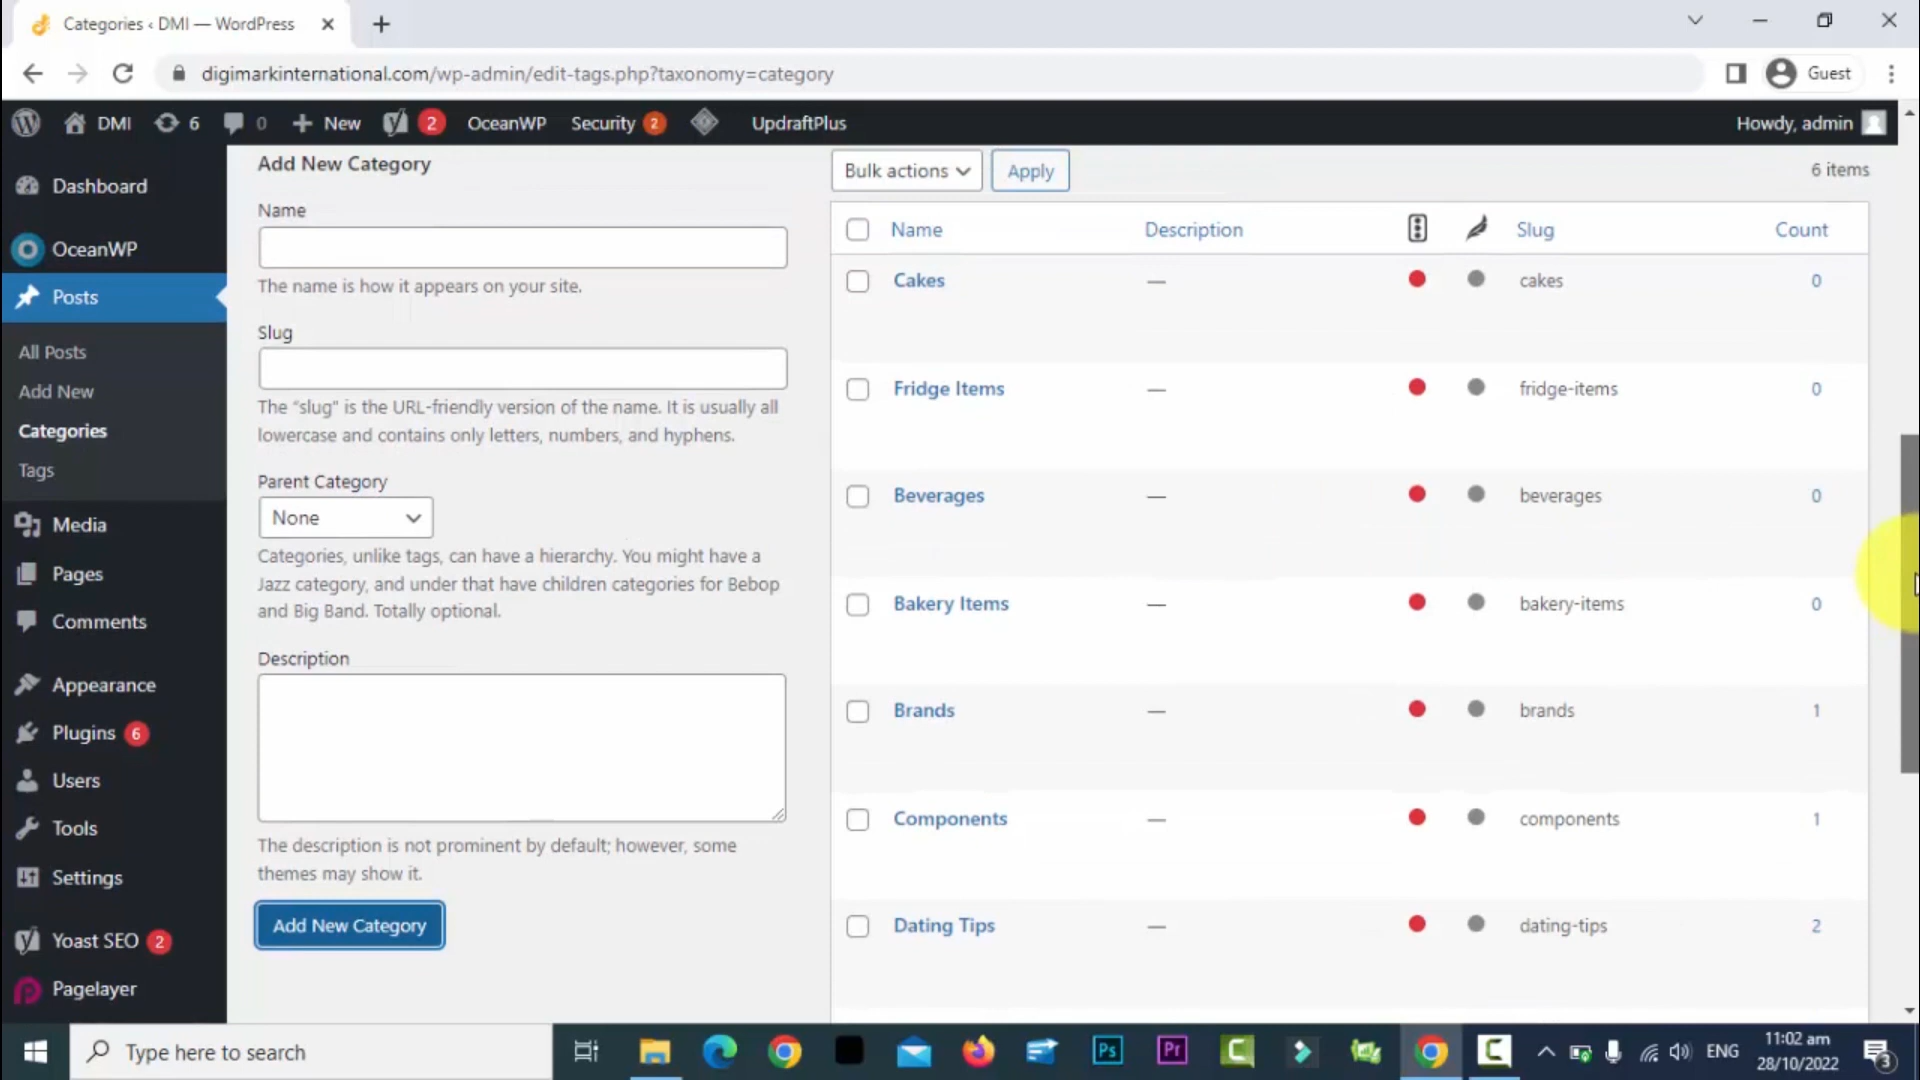 Categories ‹ DMI — WordPress
digimarkinternational.com/wp-admin/edit-tags.php?taxonomy=category
Guest
DMI
6
0
New
2
OceanWP
Security 2
UpdraftPlus
Howdy, admin
Dashboard
OceanWP
Posts
All Posts
Add New
Categories
Tags
Media
Pages
Comments
Appearance
Plugins 6
Users
Tools
Settings
Yoast SEO 2
Pagelayer
Add New Category
Name
The name is how it appears on your site.
Slug
The “slug” is the URL-friendly version of the name. It is usually all
lowercase and contains only letters, numbers, and hyphens.
Parent Category
None
Categories, unlike tags, can have a hierarchy. You might have a
Jazz category, and under that have children categories for Bebop
and Big Band. Totally optional.
Description
The description is not prominent by default; however, some
themes may show it.
Add New Category
Bulk actions
Apply
6 items
Name Description Slug Count
Cakes — cakes 0
Fridge Items — fridge-items 0
Beverages — beverages 0
Bakery Items — bakery-items 0
Brands — brands 1
Components — components 1
Dating Tips — dating-tips 2
Type here to search
Ps
Pr
ENG
11:02 am
28/10/2022
3